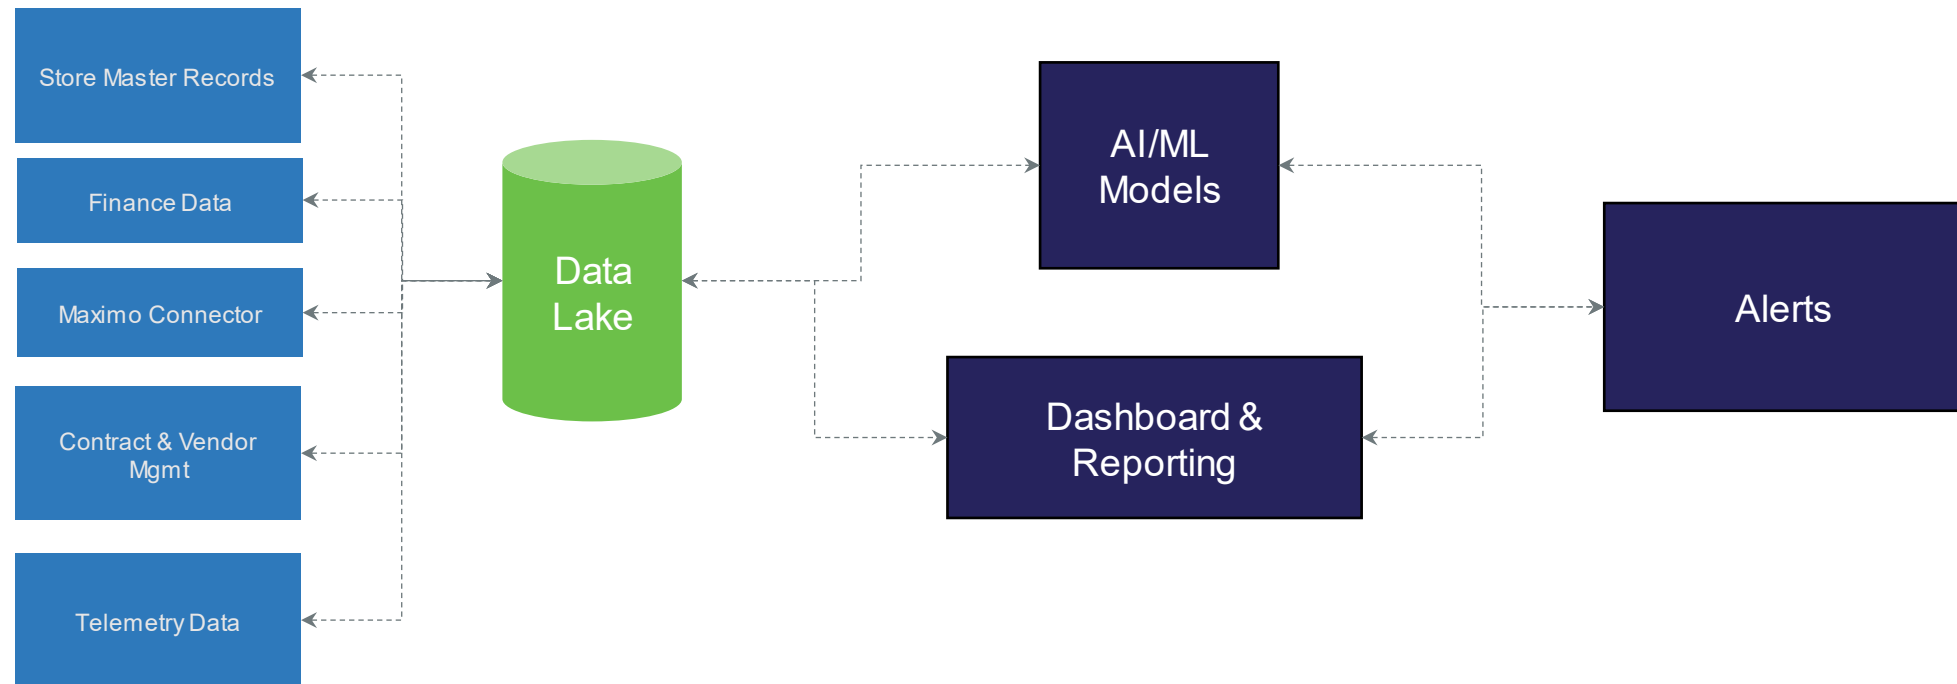 Store Master Records
Finance Data
Maximo Connector
Contract & Vendor
Mgmt
Telemetry Data
Data
Lake
AI/ML
Models
Dashboard &
Reporting
Alerts